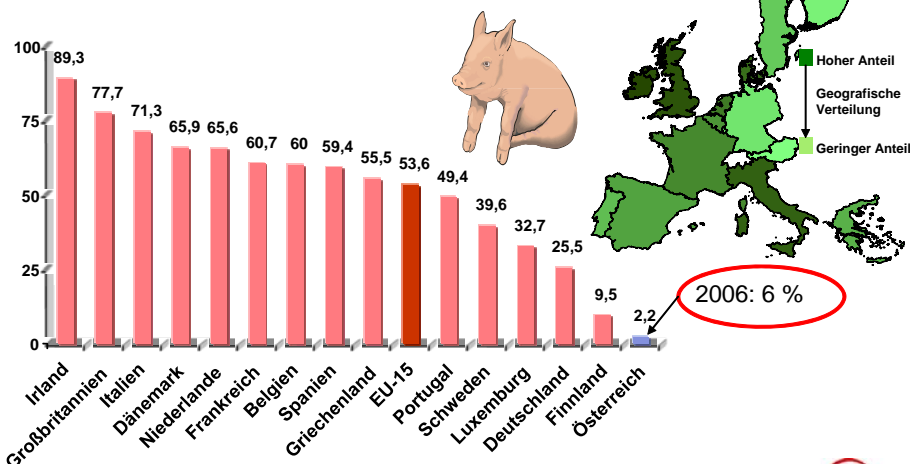 100
75
50
25
0
89,3
77,7
71,3
65,9
65,6
60,7
60
59,4
55,5
53,6
49,4
39,6
32,7
25,5
9,5
2,2
Irland
Großbritannien
Italien
Dänemark
Niederlande
Frankreich
Belgien
Spanien
Griechenland
EU-15
Portugal
Schweden
Luxemburg
Deutschland
Finnland
Österreich
Hoher Anteil
Geografische
Verteilung
Geringer Anteil
2006: 6 %